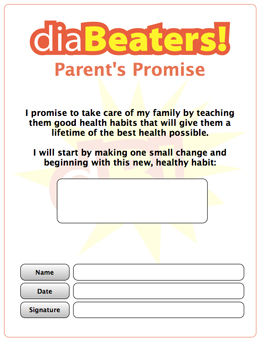 diaBeaters!
Parent's Promise
I promise to take care of my family by teaching
them good health habits that will give them a
lifetime of the best health possible.
I will start by making one small change and
beginning with this new, healthy habit:
Name
Date
Signature